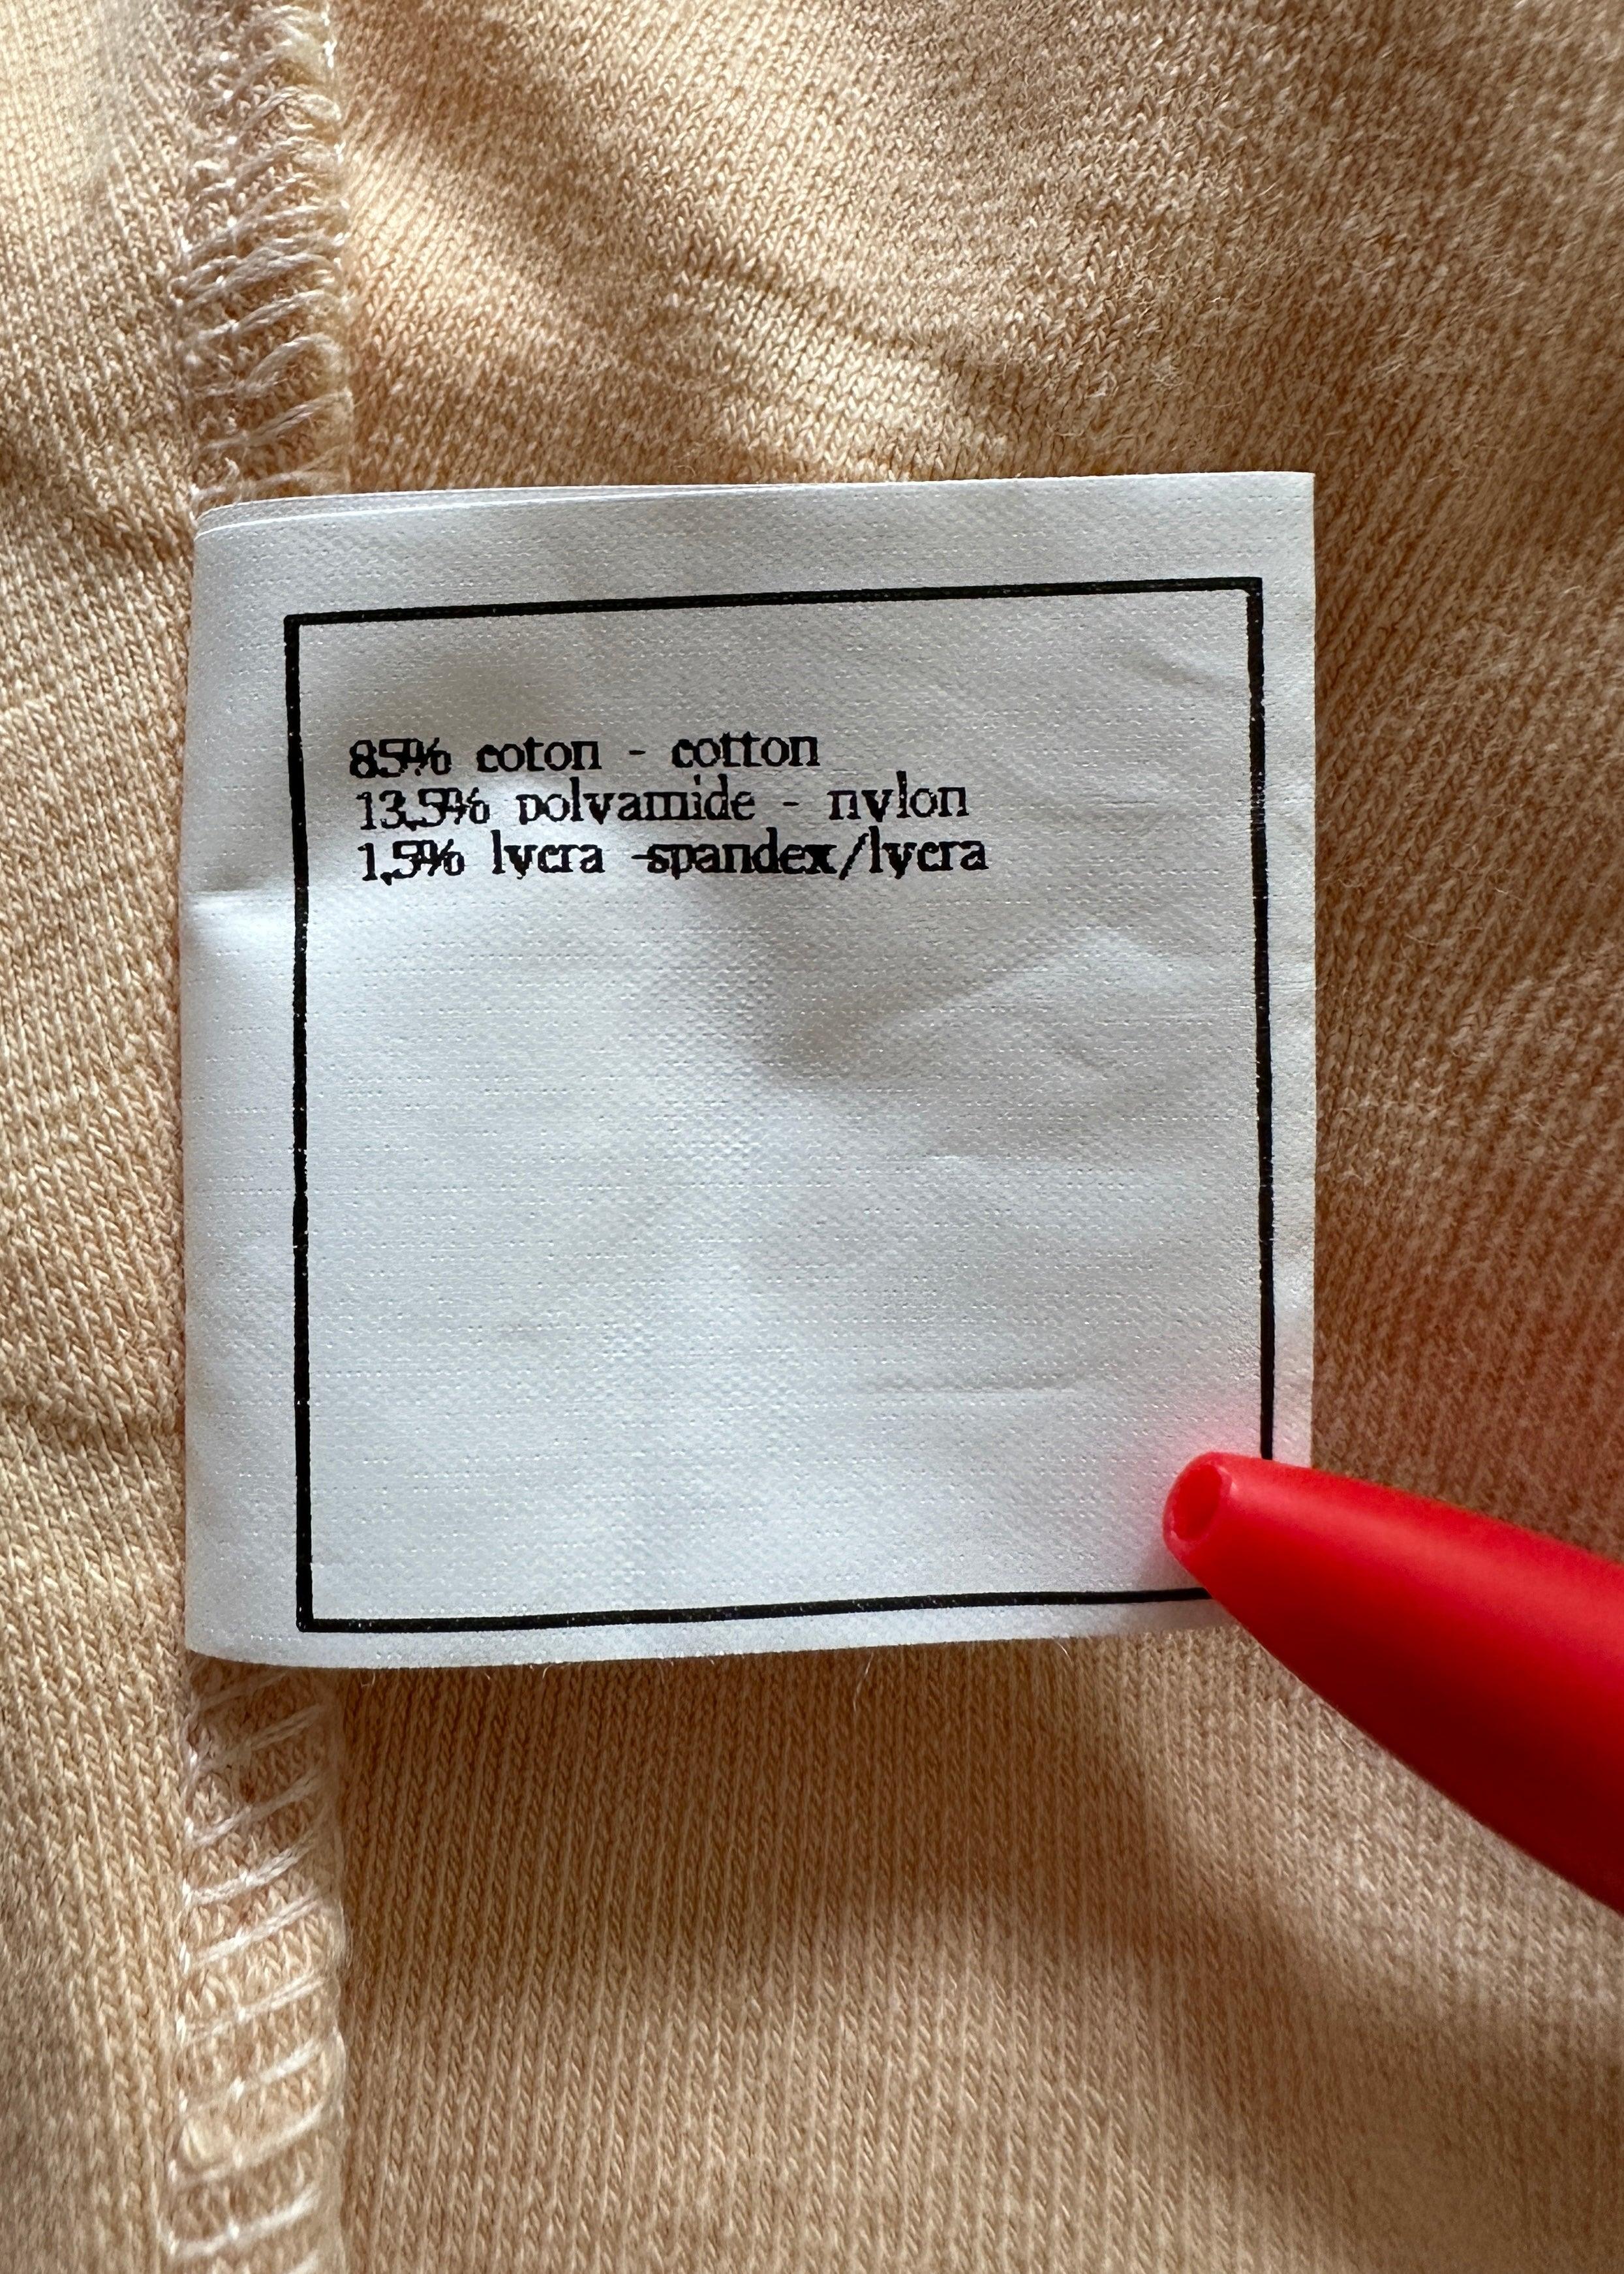 85% coton - cotton
13,5% polyamide - nylon
1,5% lycra -spandex/lycra